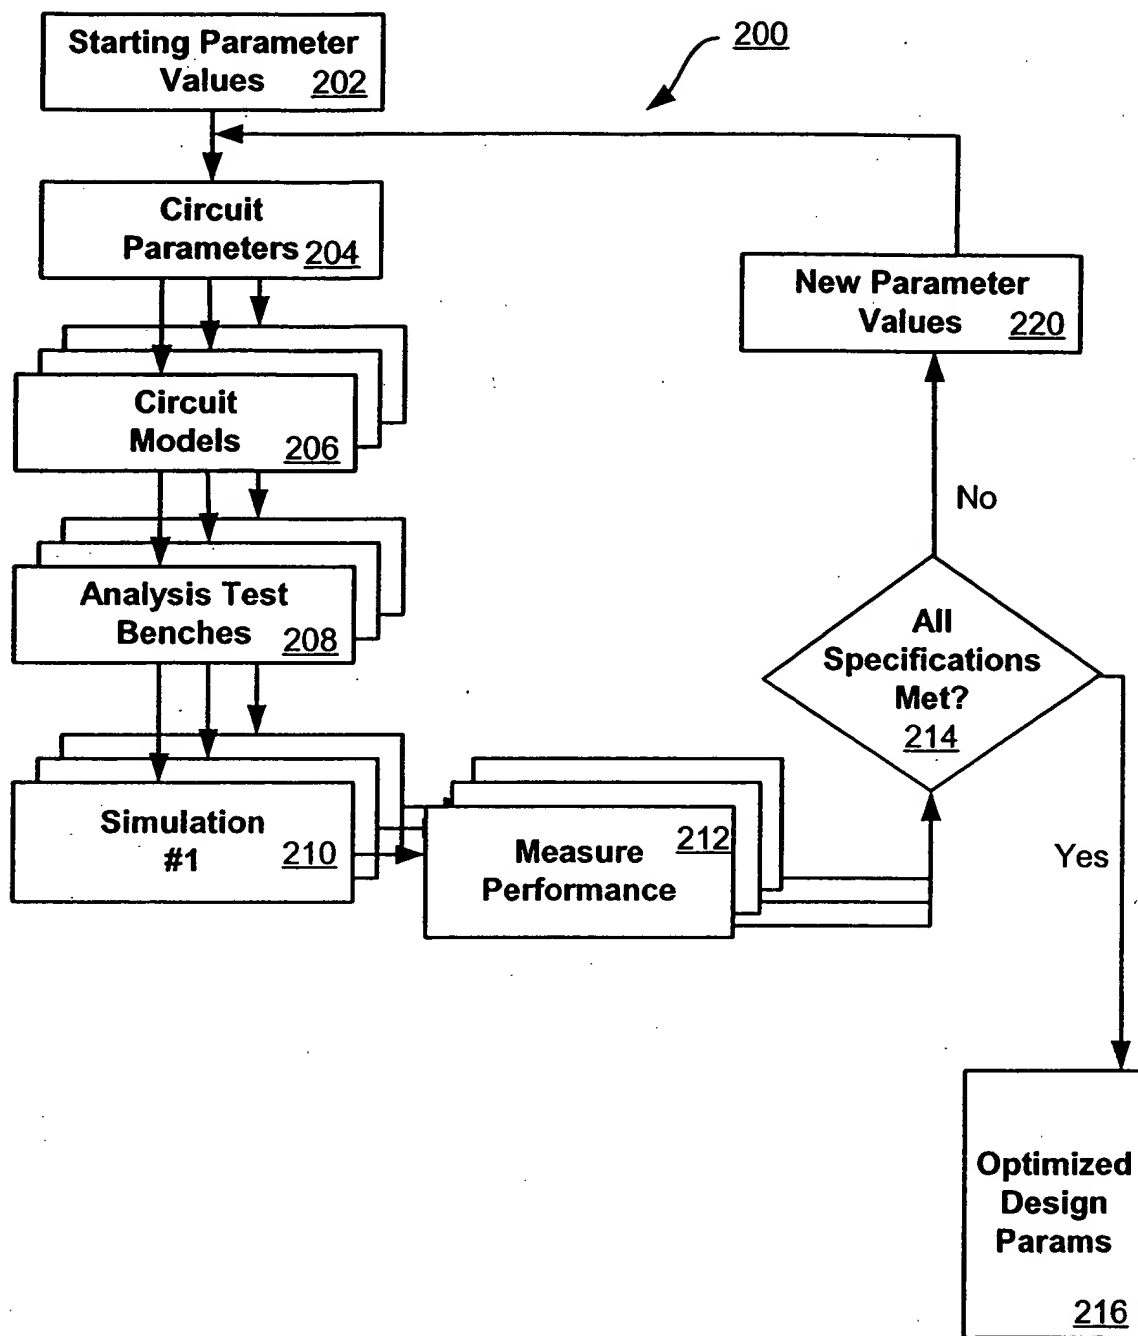 200
Starting Parameter
Values 202
Circuit
Parameters 204
New Parameter
Values 220
Circuit
Models 206
No
Analysis Test
Benches 208
All
Specifications
Met?
214
Simulation
#1 210
Measure 212
Performance
Yes
Optimized
Design
Params
216